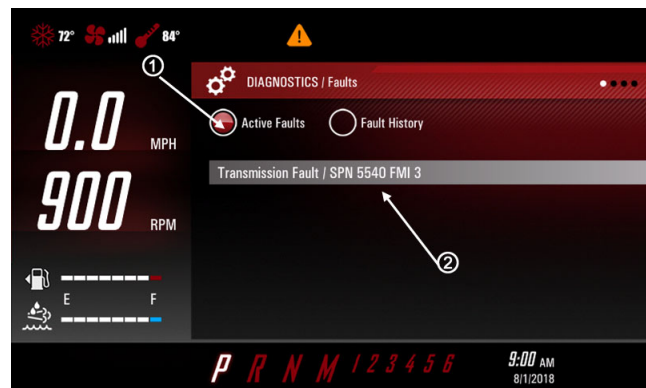 72° 84°
①
DIAGNOSTICS / Faults
Active Faults Fault History
0.0 MPH
Transmission Fault / SPN 5540 FMI 3
900 RPM
②
E F
P R N M 1 2 3 4 5 6
9:00 AM
8/1/2018